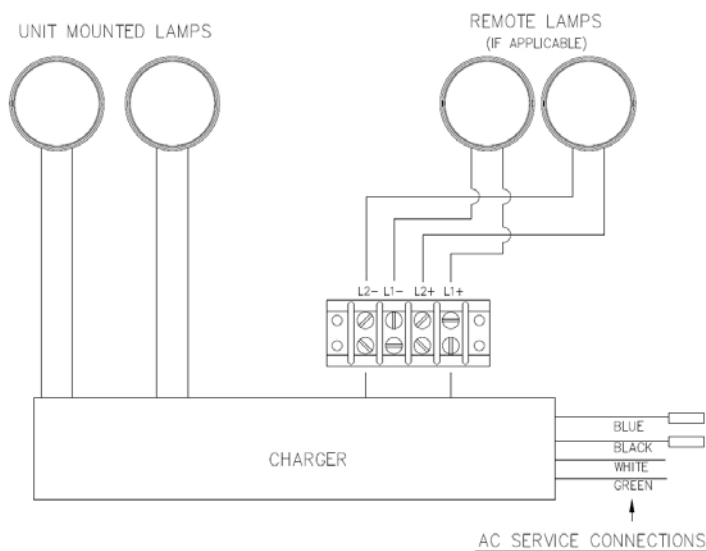 UNIT MOUNTED LAMPS
REMOTE LAMPS
(IF APPLICABLE)
L2- L1- L2+ L1+
CHARGER
BLUE
BLACK
WHITE
GREEN
AC SERVICE CONNECTIONS